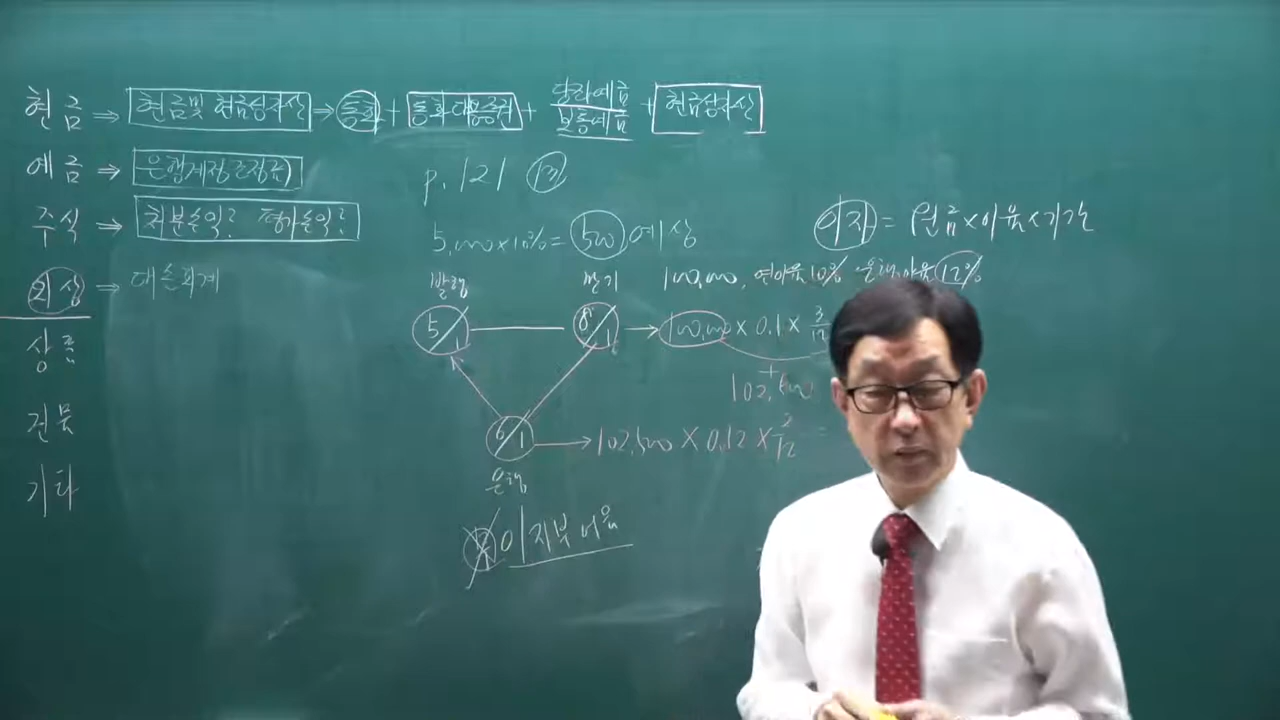 현금 ⇒ 현금및 현금성자산 ⇒ 통화 + 통화대용증권 + 당좌예금 보통예금 + 현금성자산
예금 ⇒ 은행계정조정표)
p. 121 ⑬
주식 ⇒ 처분손익? 평가손익?
5,000 × 10% = 500, 예상
이자 = 원금 × 이율 × 기간
외상 ⇒ 대손회계
발행
만기
100,000, 연이율 10% 은행이율 12%
5/1
8/1
100,000 × 0.1 × 3/12
상품
+
102,500
건물
6/1
102,500 × 0.12 × 2/12 =
은행
기타
이자부어음